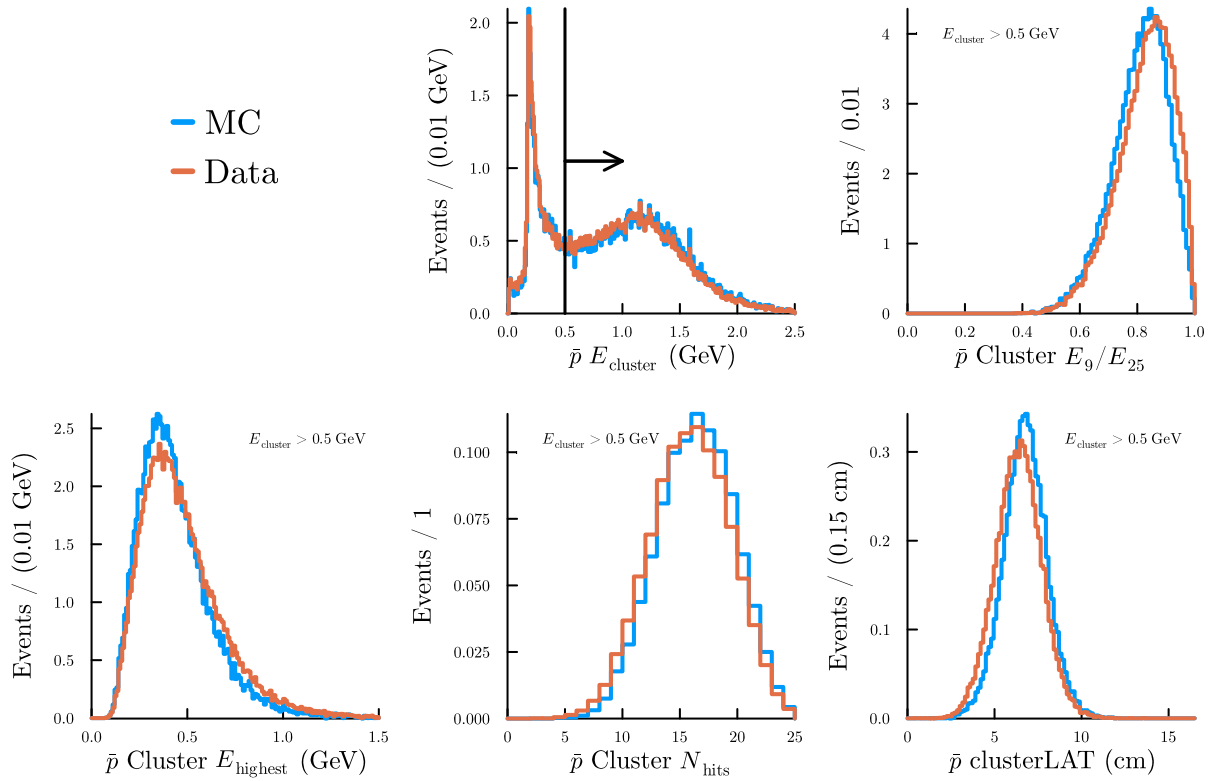 MC
Data
Events / (0.01 GeV)
2.0
1.5
1.0
0.5
0.0
0.0 0.5 1.0 1.5 2.0 2.5
p̄ E_cluster (GeV)
Events / 0.01
E_cluster > 0.5 GeV
4
3
2
1
0
0.0 0.2 0.4 0.6 0.8 1.0
p̄ Cluster E_9/E_25
Events / (0.01 GeV)
E_cluster > 0.5 GeV
2.5
2.0
1.5
1.0
0.5
0.0
0.0 0.5 1.0 1.5
p̄ Cluster E_highest (GeV)
Events / 1
E_cluster > 0.5 GeV
0.100
0.075
0.050
0.025
0.000
0 5 10 15 20 25
p̄ Cluster N_hits
Events / (0.15 cm)
E_cluster > 0.5 GeV
0.3
0.2
0.1
0.0
0 5 10 15
p̄ clusterLAT (cm)